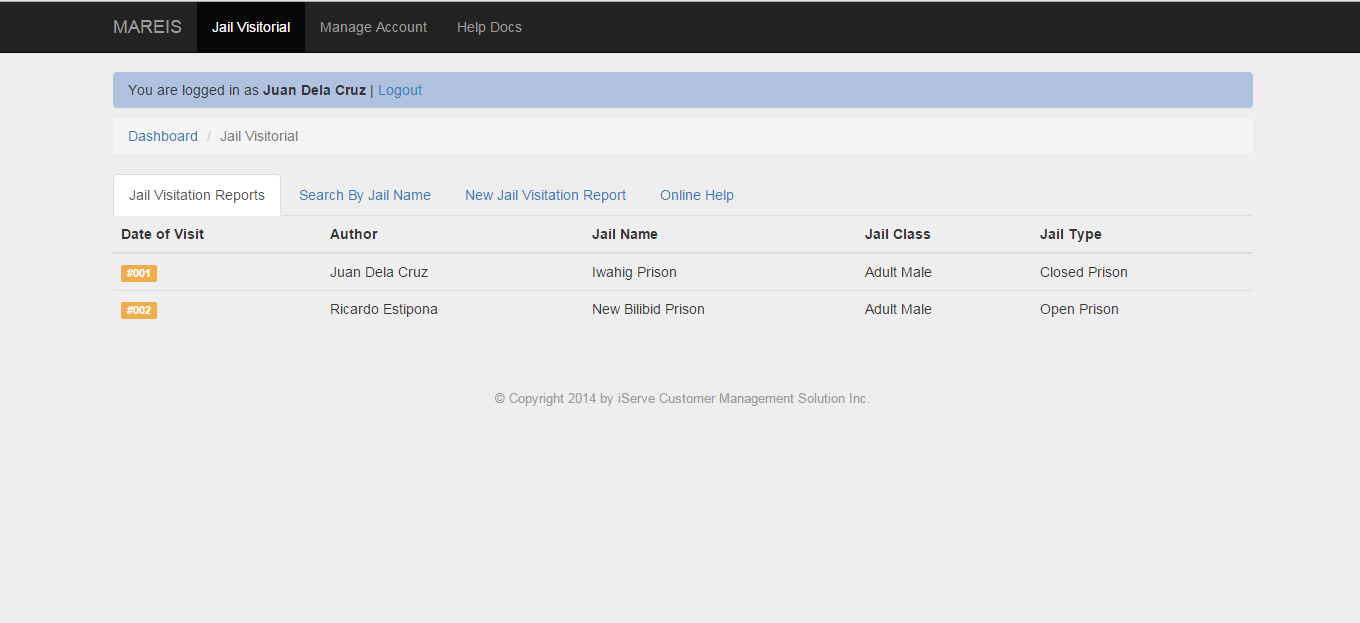 MAREIS Jail Visitorial Manage Account Help Docs
You are logged in as Juan Dela Cruz | Logout
Dashboard / Jail Visitorial
Jail Visitation Reports Search By Jail Name New Jail Visitation Report Online Help
Date of Visit Author Jail Name Jail Class Jail Type
#001 Juan Dela Cruz Iwahig Prison Adult Male Closed Prison
#002 Ricardo Estipona New Bilibid Prison Adult Male Open Prison
© Copyright 2014 by iServe Customer Management Solution Inc.